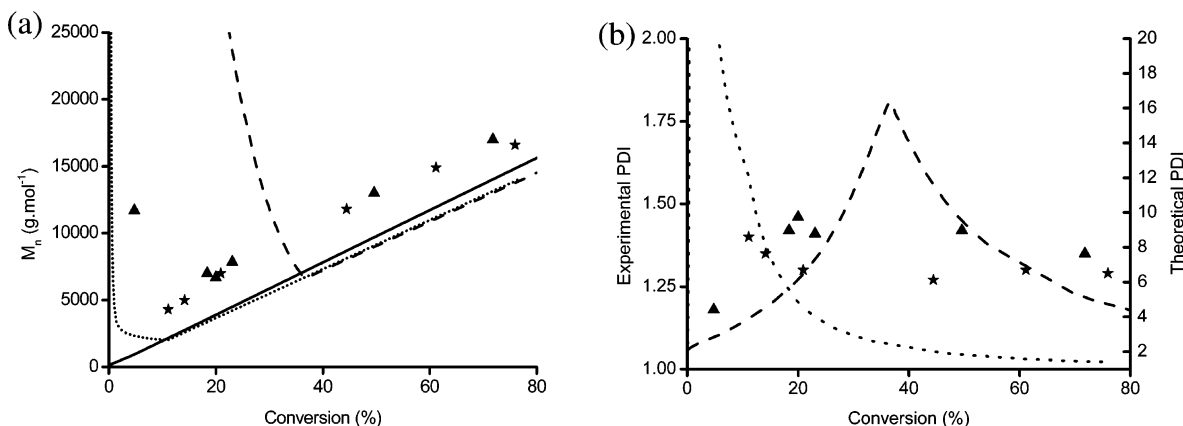 (a)
25000
20000
15000
10000
5000
0
M_n (g.mol⁻¹)
0 20 40 60 80
Conversion (%)
(b)
2.00
1.75
1.50
1.25
1.00
Experimental PDI
20
18
16
14
12
10
8
6
4
2
Theoretical PDI
0 20 40 60 80
Conversion (%)